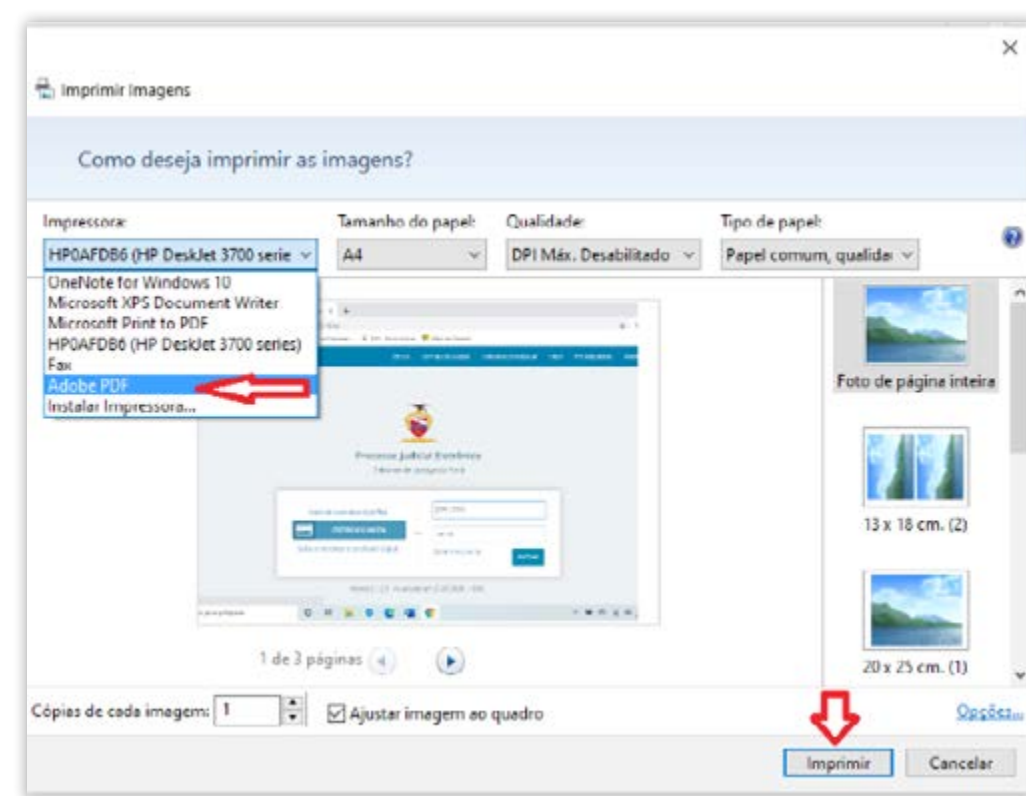 Imprimir Imagens
Como deseja imprimir as imagens?
Impressora: Tamanho do papel: Qualidade: Tipo de papel:
HP0AFDB6 (HP DeskJet 3700 serie A4 DPI Máx. Desabilitado Papel comum, qualida
OneNote for Windows 10
Microsoft XPS Document Writer
Microsoft Print to PDF
HP0AFDB6 (HP DeskJet 3700 series)
Fax
Adobe PDF
Instalar Impressora...
Processo Judicial Eletrônico
Foto de página inteira
13 x 18 cm. (2)
20 x 25 cm. (1)
1 de 3 páginas
Cópias de cada imagem: 1 Ajustar imagem ao quadro Opções...
Imprimir Cancelar